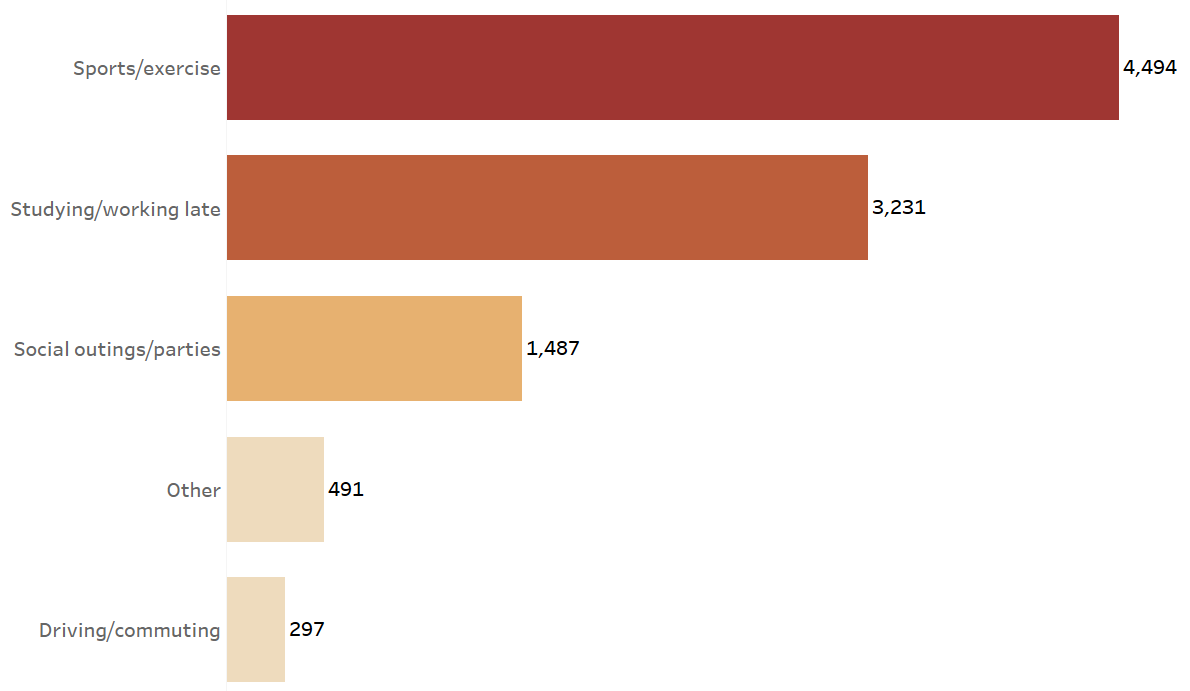 Sports/exercise 4,494
Studying/working late 3,231
Social outings/parties 1,487
Other 491
Driving/commuting 297